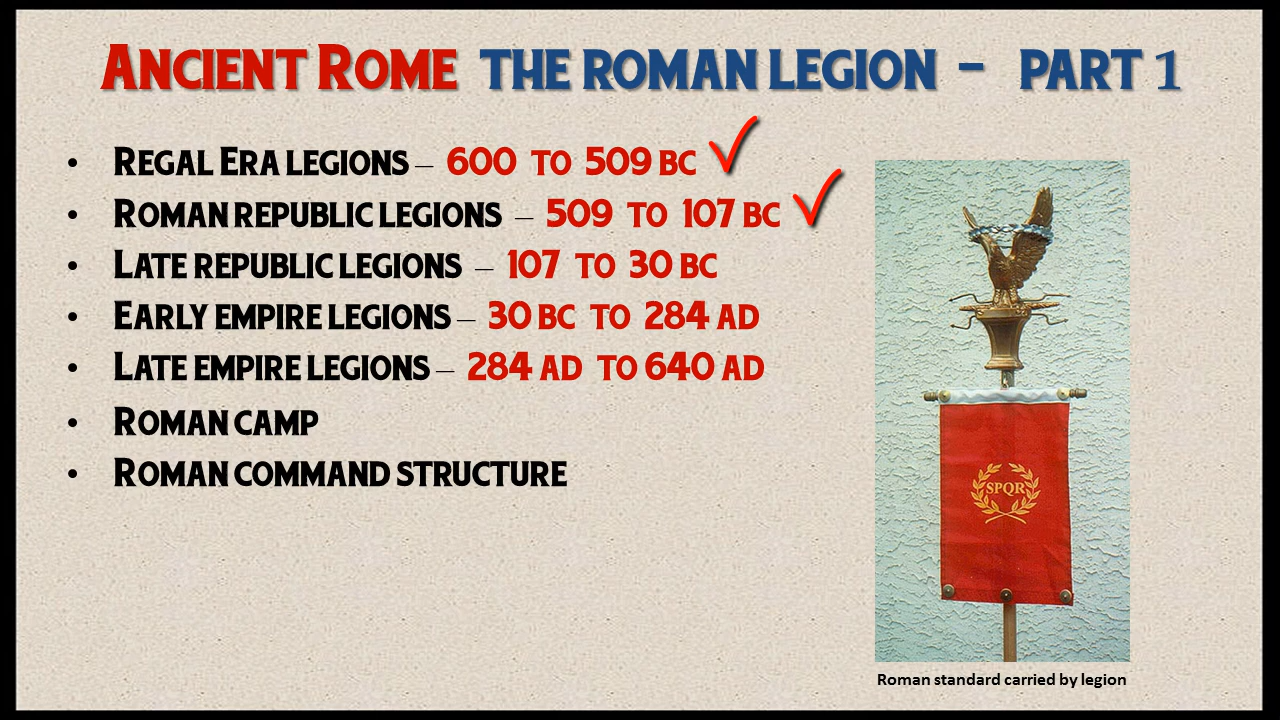 Ancient Rome the Roman Legion - Part 1
• Regal Era legions – 600 to 509 BC ✓
• Roman republic legions – 509 to 107 BC ✓
• Late republic legions – 107 to 30 BC
• Early empire legions – 30 BC to 284 AD
• Late empire legions – 284 AD to 640 AD
• Roman camp
• Roman command structure
SPQR
Roman standard carried by legion